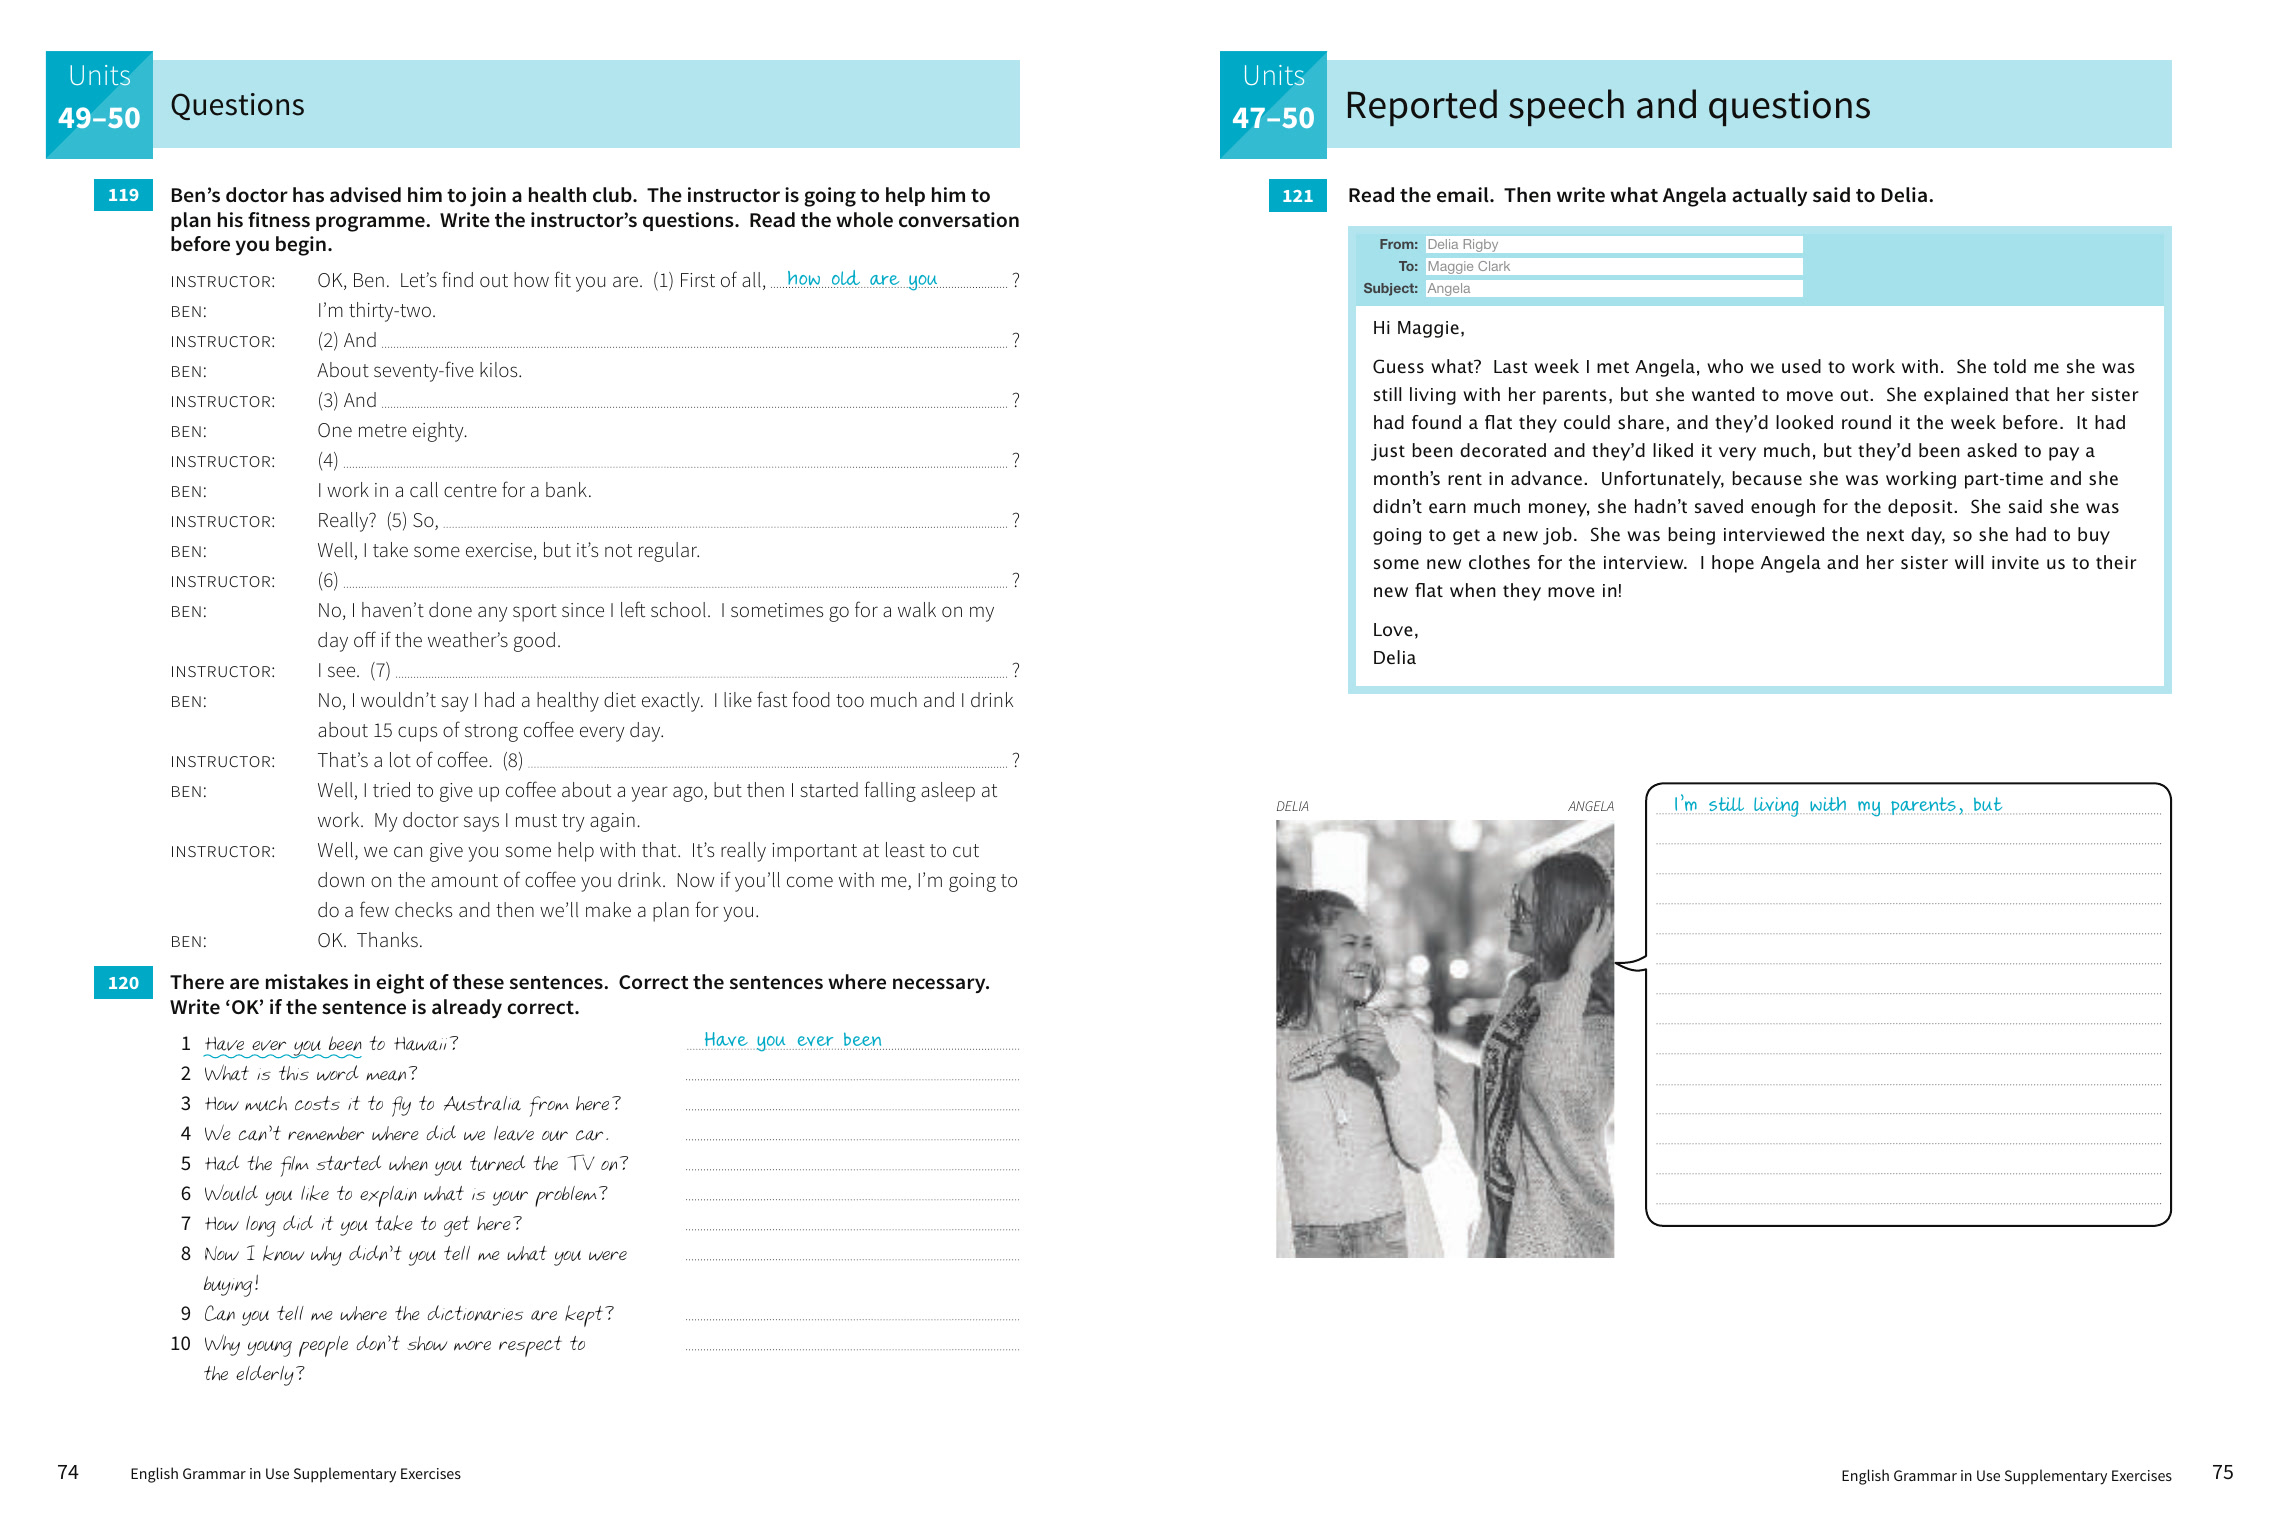 Units
49–50
Questions
119
Ben’s doctor has advised him to join a health club. The instructor is going to help him to
plan his fitness programme. Write the instructor’s questions. Read the whole conversation
before you begin.
INSTRUCTOR: OK, Ben. Let’s find out how fit you are. (1) First of all, how old are you ?
BEN: I’m thirty-two.
INSTRUCTOR: (2) And ?
BEN: About seventy-five kilos.
INSTRUCTOR: (3) And ?
BEN: One metre eighty.
INSTRUCTOR: (4) ?
BEN: I work in a call centre for a bank.
INSTRUCTOR: Really? (5) So, ?
BEN: Well, I take some exercise, but it’s not regular.
INSTRUCTOR: (6) ?
BEN: No, I haven’t done any sport since I left school. I sometimes go for a walk on my
day off if the weather’s good.
INSTRUCTOR: I see. (7) ?
BEN: No, I wouldn’t say I had a healthy diet exactly. I like fast food too much and I drink
about 15 cups of strong coffee every day.
INSTRUCTOR: That’s a lot of coffee. (8) ?
BEN: Well, I tried to give up coffee about a year ago, but then I started falling asleep at
work. My doctor says I must try again.
INSTRUCTOR: Well, we can give you some help with that. It’s really important at least to cut
down on the amount of coffee you drink. Now if you’ll come with me, I’m going to
do a few checks and then we’ll make a plan for you.
BEN: OK. Thanks.
120
There are mistakes in eight of these sentences. Correct the sentences where necessary.
Write ‘OK’ if the sentence is already correct.
1 Have ever you been to Hawaii? Have you ever been
2 What is this word mean?
3 How much costs it to fly to Australia from here?
4 We can’t remember where did we leave our car.
5 Had the film started when you turned the TV on?
6 Would you like to explain what is your problem?
7 How long did it you take to get here?
8 Now I know why didn’t you tell me what you were
buying!
9 Can you tell me where the dictionaries are kept?
10 Why young people don’t show more respect to
the elderly?
74 English Grammar in Use Supplementary Exercises
Units
47–50
Reported speech and questions
121
Read the email. Then write what Angela actually said to Delia.
From: Delia Rigby
To: Maggie Clark
Subject: Angela
Hi Maggie,
Guess what? Last week I met Angela, who we used to work with. She told me she was
still living with her parents, but she wanted to move out. She explained that her sister
had found a flat they could share, and they’d looked round it the week before. It had
just been decorated and they’d liked it very much, but they’d been asked to pay a
month’s rent in advance. Unfortunately, because she was working part-time and she
didn’t earn much money, she hadn’t saved enough for the deposit. She said she was
going to get a new job. She was being interviewed the next day, so she had to buy
some new clothes for the interview. I hope Angela and her sister will invite us to their
new flat when they move in!
Love,
Delia
DELIA ANGELA
I’m still living with my parents, but
English Grammar in Use Supplementary Exercises 75